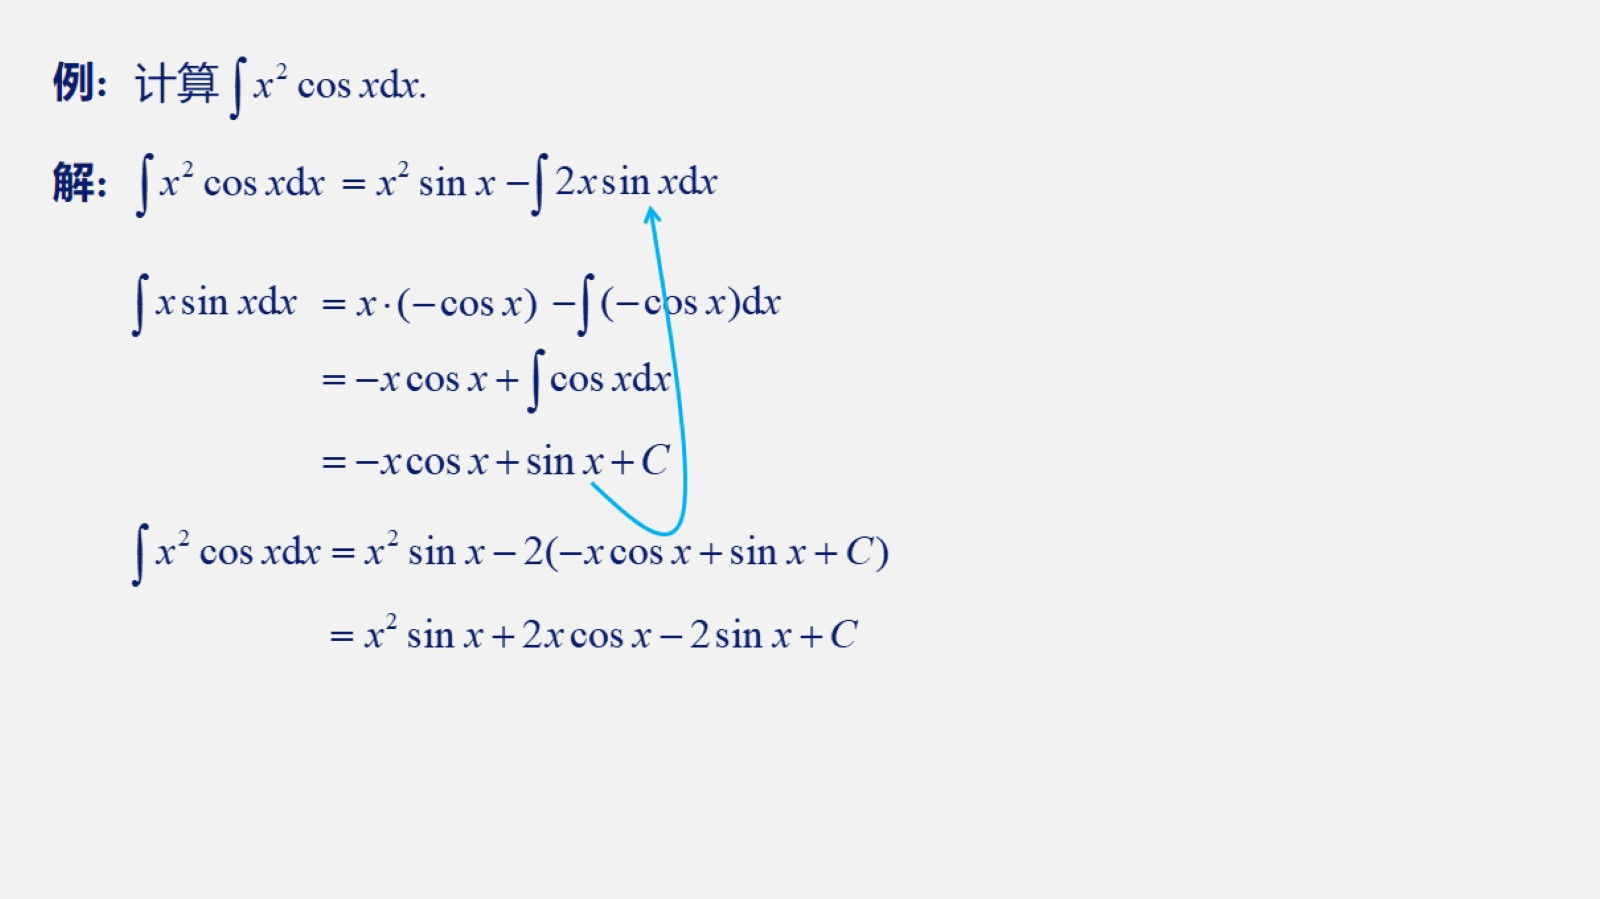 例: 计算 ∫x² cos xdx.
解: ∫x² cos xdx = x² sin x − ∫2x sin xdx
∫x sin xdx = x·(−cos x) − ∫(−cos x)dx
= −x cos x + ∫cos xdx
= −x cos x + sin x + C
∫x² cos xdx = x² sin x − 2(−x cos x + sin x + C)
= x² sin x + 2x cos x − 2 sin x + C